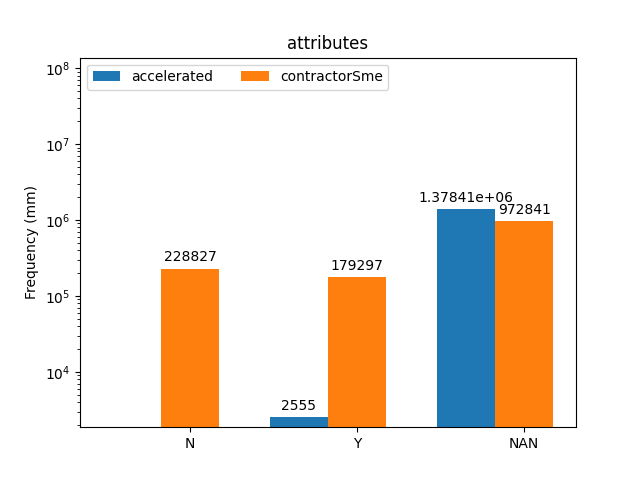 attributes
accelerated contractorSme
Frequency (mm)
10^8
10^7
10^6
10^5
10^4
228827
2555
179297
1.37841e+06
972841
N Y NAN